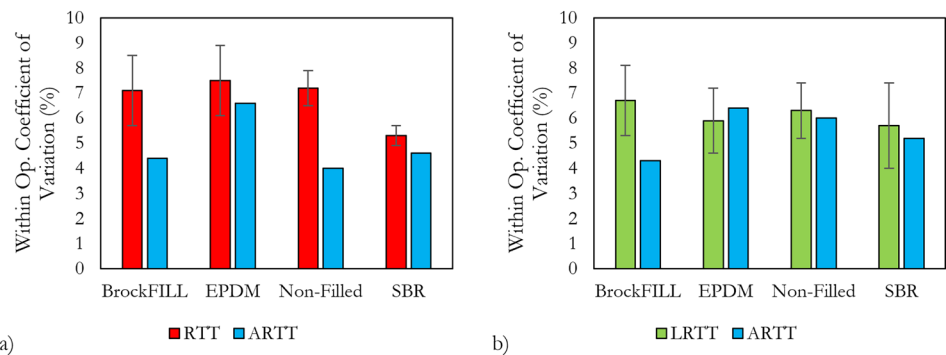 Within Op. Coefficient of
Variation (%)
10
9
8
7
6
5
4
3
2
1
0
BrockFILL EPDM Non-Filled SBR
RTT ARTT
a)
Within Op. Coefficient of
Variation (%)
10
9
8
7
6
5
4
3
2
1
0
BrockFILL EPDM Non-Filled SBR
LRTT ARTT
b)